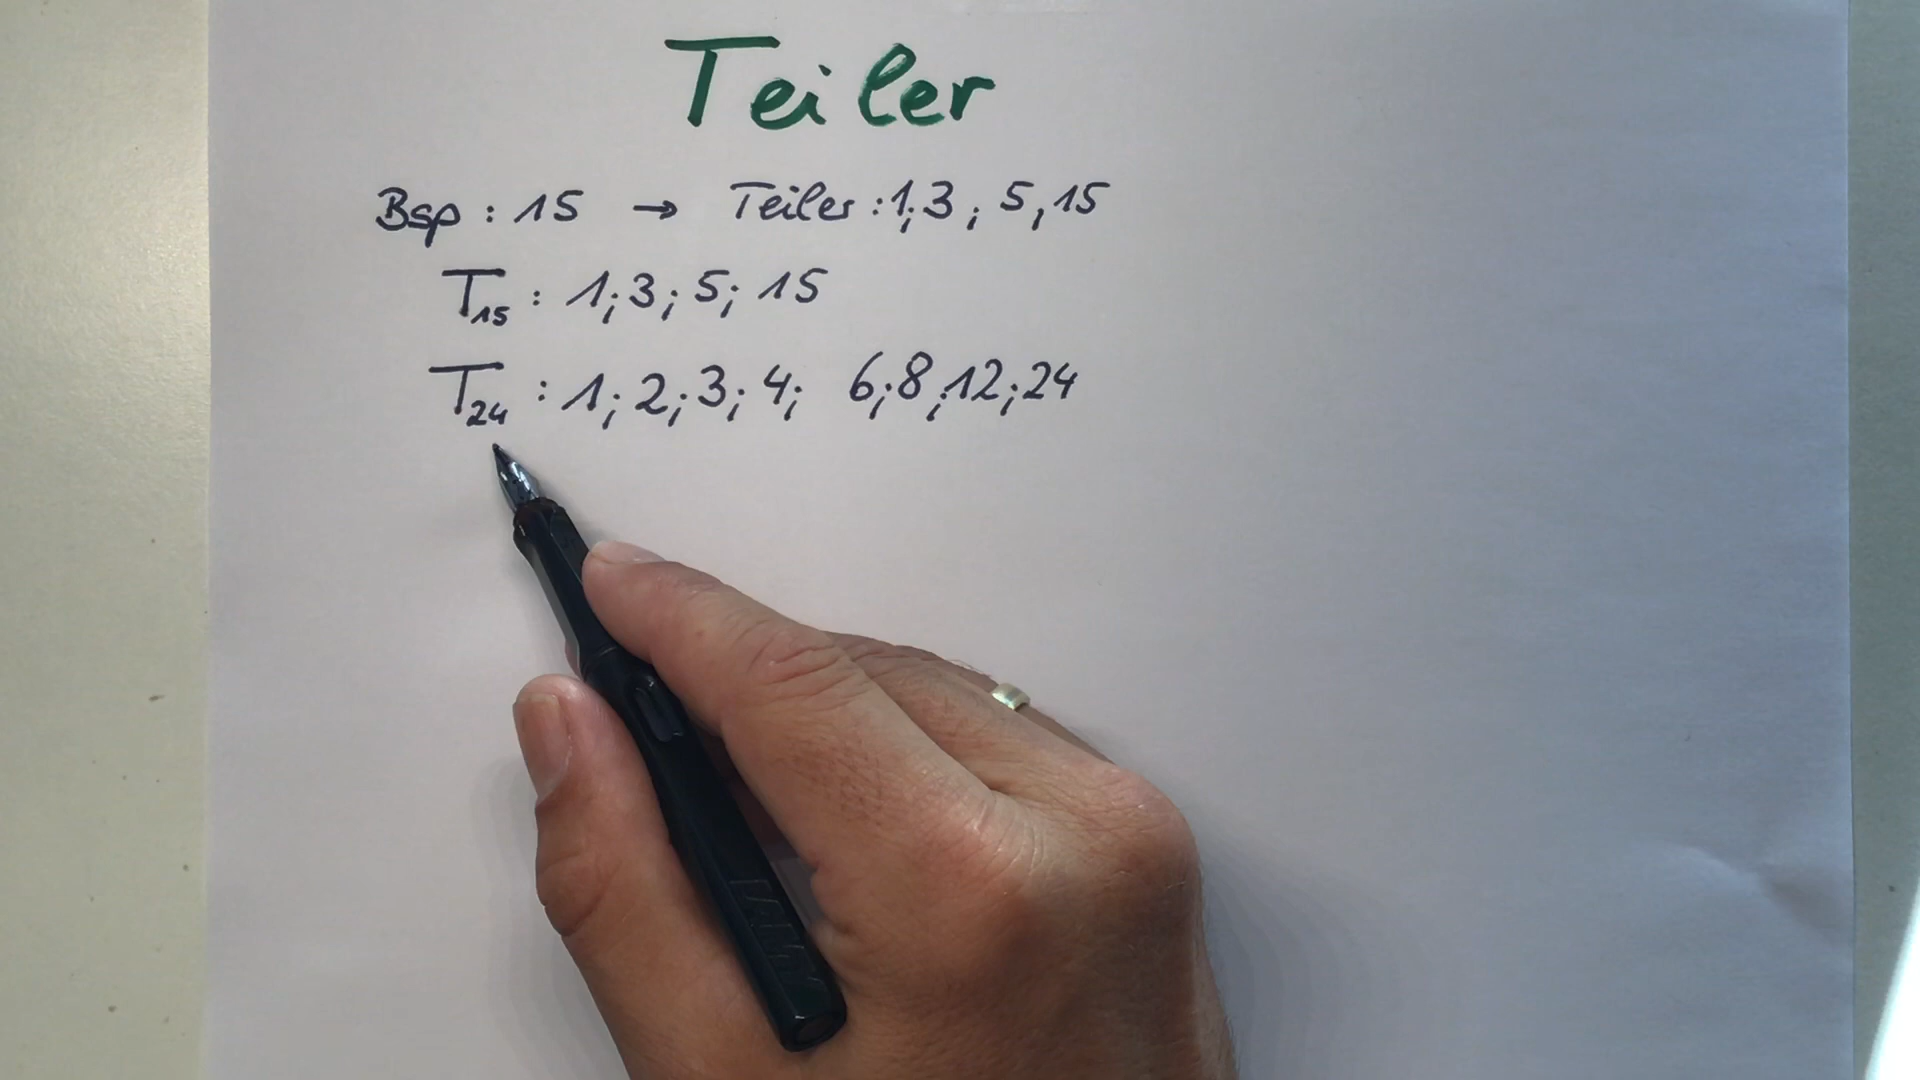 Teiler
Bsp : 15 → Teiler : 1; 3 ; 5, 15
T15 : 1; 3; 5; 15
T24 : 1; 2; 3; 4; 6; 8; 12; 24
LAMY